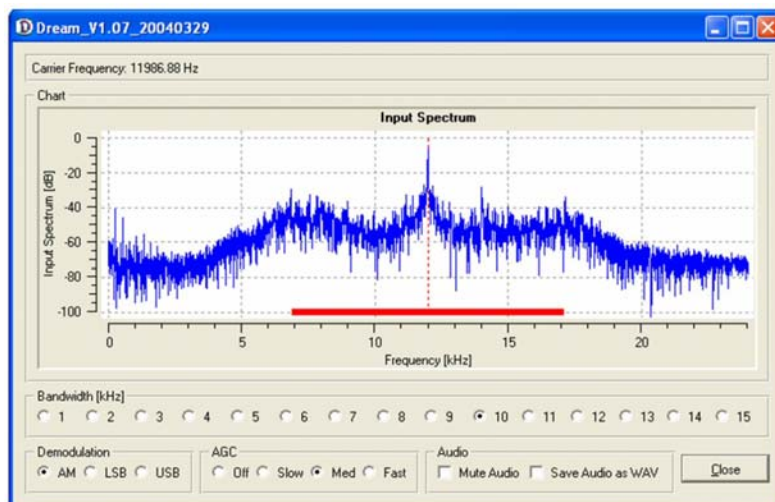 Dream_V1.07_20040329
Carrier Frequency: 11986.88 Hz
Chart
Input Spectrum
Input Spectrum [dB]
0
-20
-40
-60
-80
-100
0 5 10 15 20
Frequency [kHz]
Bandwidth [kHz]
1 2 3 4 5 6 7 8 9 10 11 12 13 14 15
Demodulation
AM LSB USB
AGC
Off Slow Med Fast
Audio
Mute Audio Save Audio as WAV
Close